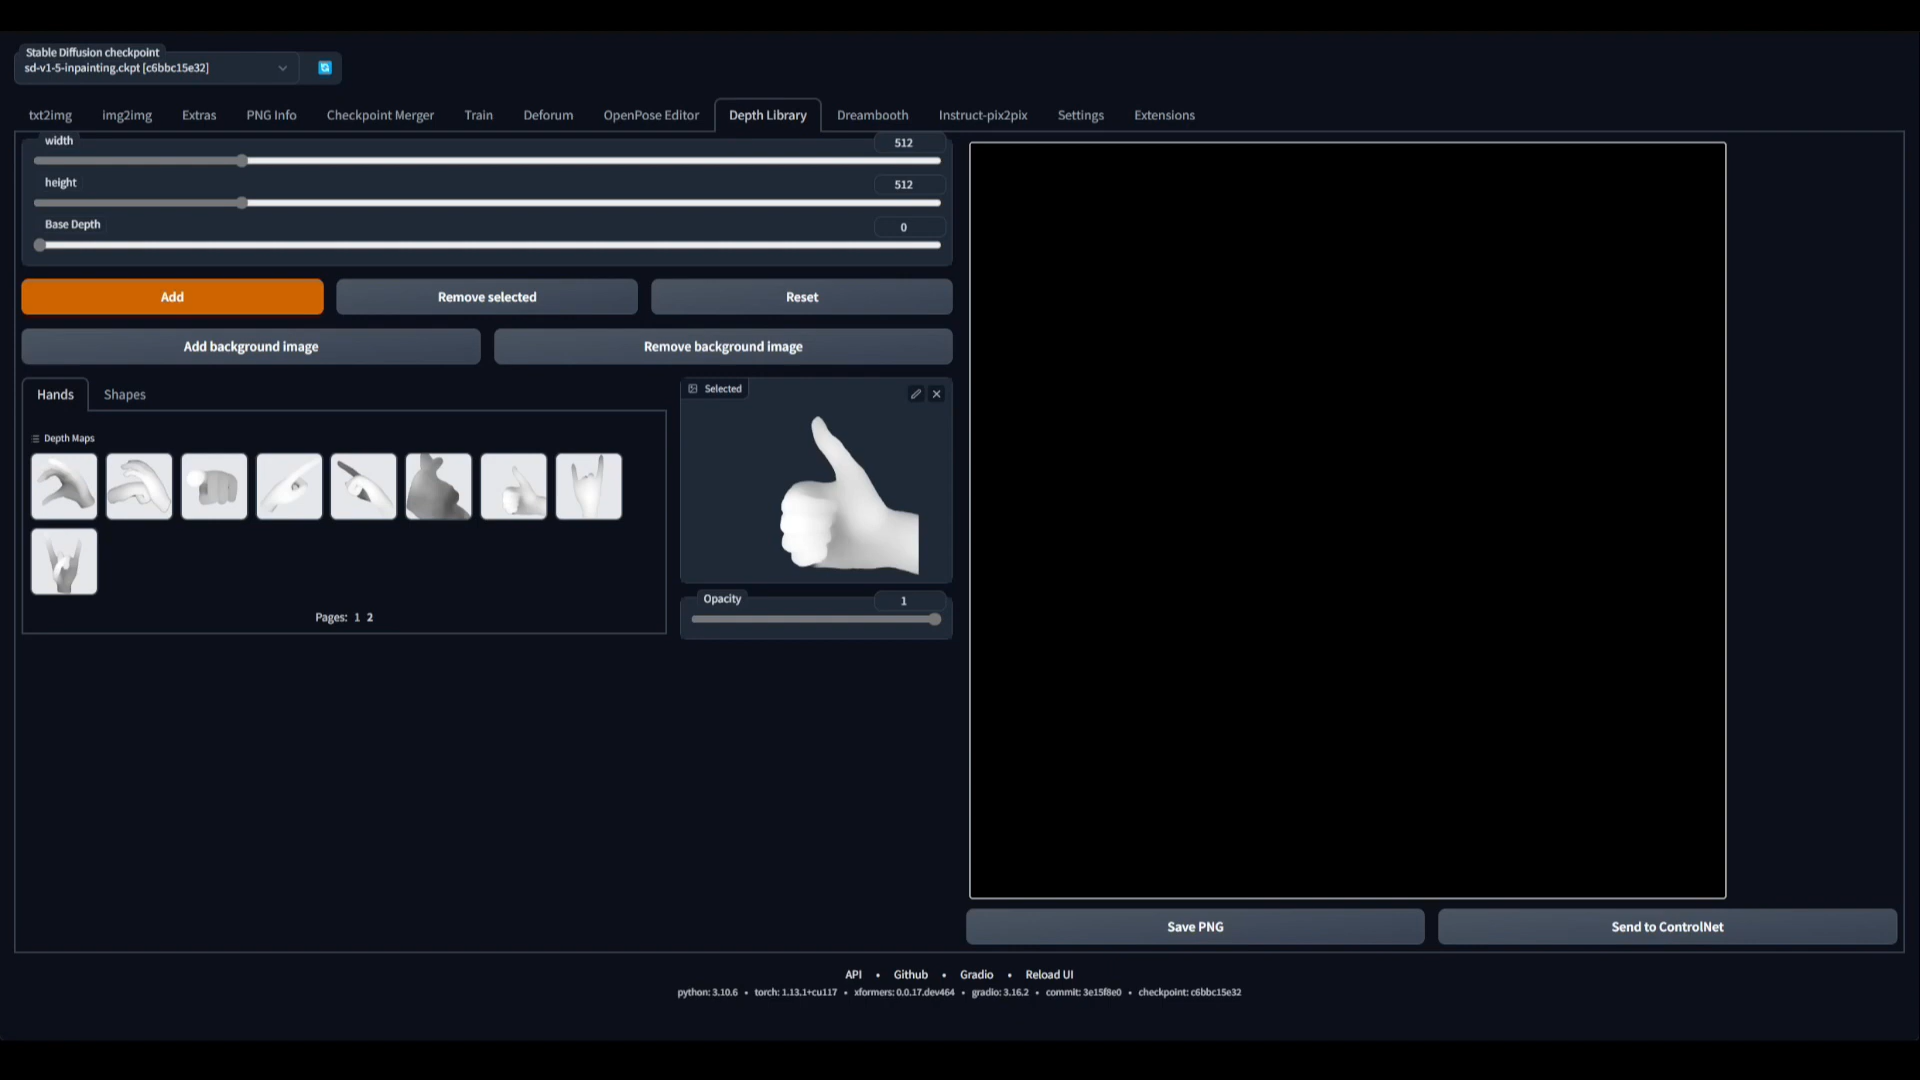 Stable Diffusion checkpoint
sd-v1-5-inpainting.ckpt [c6bbc15e32]
txt2img img2img Extras PNG Info Checkpoint Merger Train Deforum OpenPose Editor Depth Library Dreambooth Instruct-pix2pix Settings Extensions
width 512
height 512
Base Depth 0
Add Remove selected Reset
Add background image Remove background image
Hands Shapes
Selected
Depth Maps
Opacity 1
Pages: 1 2
Save PNG Send to ControlNet
API • Github • Gradio • Reload UI
python: 3.10.6 • torch: 1.13.1+cu117 • xformers: 0.0.17.dev464 • gradio: 3.16.2 • commit: 3e15f8e0 • checkpoint: c6bbc15e32